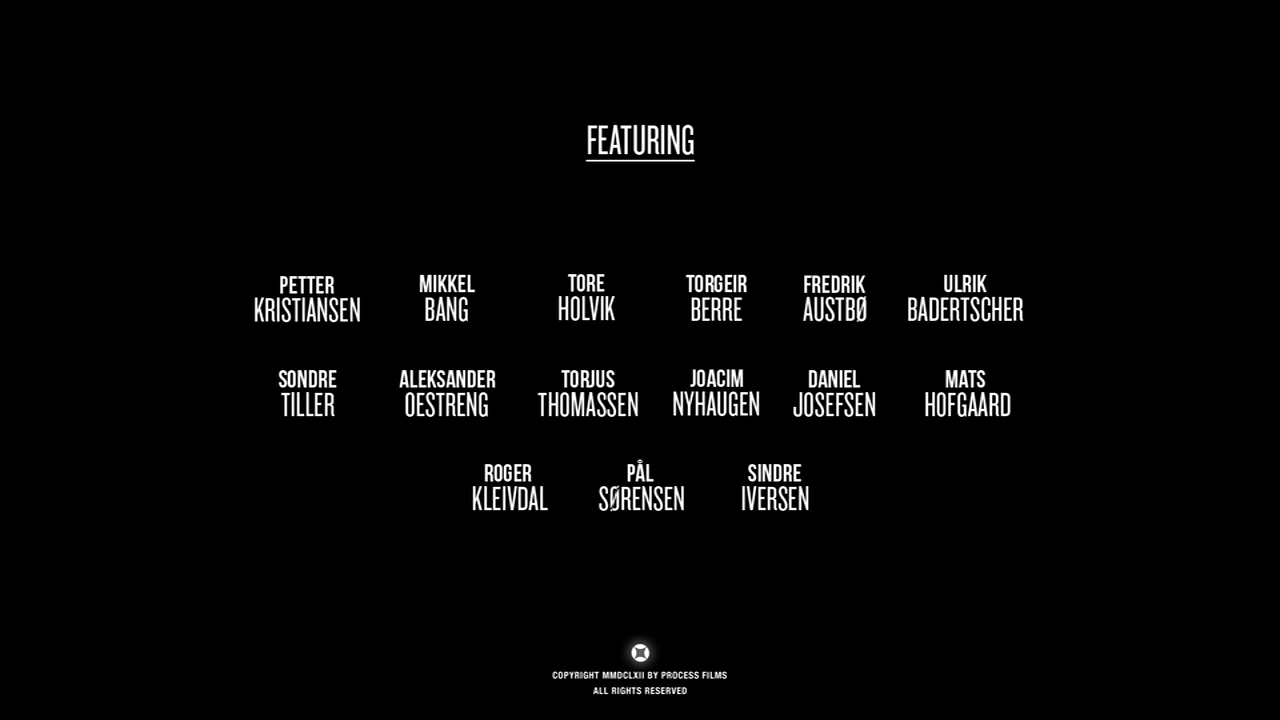 FEATURING
PETTER KRISTIANSEN
MIKKEL BANG
TORE HOLVIK
TORGEIR BERRE
FREDRIK AUSTBØ
ULRIK BADERTSCHER
SONDRE TILLER
ALEKSANDER OESTRENG
TORJUS THOMASSEN
JOACIM NYHAUGEN
DANIEL JOSEFSEN
MATS HOFGAARD
ROGER KLEIVDAL
PÅL SØRENSEN
SINDRE IVERSEN
COPYRIGHT MMDCLXII BY PROCESS FILMS
ALL RIGHTS RESERVED